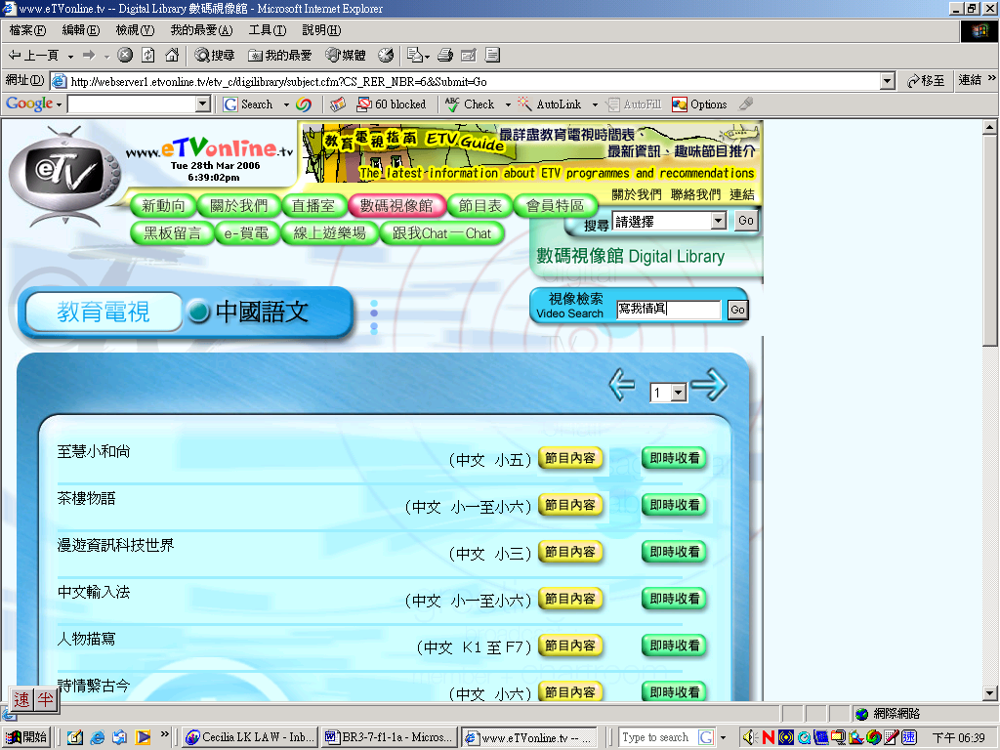 www.eTVonline.tv -- Digital Library 數碼視像館 - Microsoft Internet Explorer
檔案(F) 編輯(E) 檢視(V) 我的最愛(A) 工具(T) 說明(H)
上一頁 搜尋 我的最愛 媒體
網址(D) http://webserver1.etvonline.tv/etv_c/digilibrary/subject.cfm?CS_RER_NBR=6&Submit=Go 移至 連結 »
Google G Search 60 blocked ABC Check AutoLink AutoFill Options
eTV
www.eTVonline.tv
Tue 28th Mar 2006
6:39:02pm
教育電視指南 ETV Guide 最詳盡教育電視時間表、
最新資訊、趣味節目推介
The latest information about ETV programmes and recommendations
關於我們 聯絡我們 連結
新動向 關於我們 直播室 數碼視像館 節目表 會員特區
搜尋 請選擇 Go
黑板留言 e-賀電 線上遊樂場 跟我Chat一Chat
數碼視像館 Digital Library
教育電視 中國語文
視像檢索
Video Search 寫我情真 Go
1
至慧小和尚 (中文 小五) 節目內容 即時收看
茶樓物語 (中文 小一至小六) 節目內容 即時收看
漫遊資訊科技世界 (中文 小三) 節目內容 即時收看
中文輸入法 (中文 小一至小六) 節目內容 即時收看
人物描寫 (中文 K1 至 F7) 節目內容 即時收看
詩情繫古今 (中文 小六) 節目內容 即時收看
速 半
網際網路
開始 » Cecilia LK LAW - Inb... BR3-7-f1-1a - Micros... www.eTVonline.tv -- ... Type to search G 下午 06:39